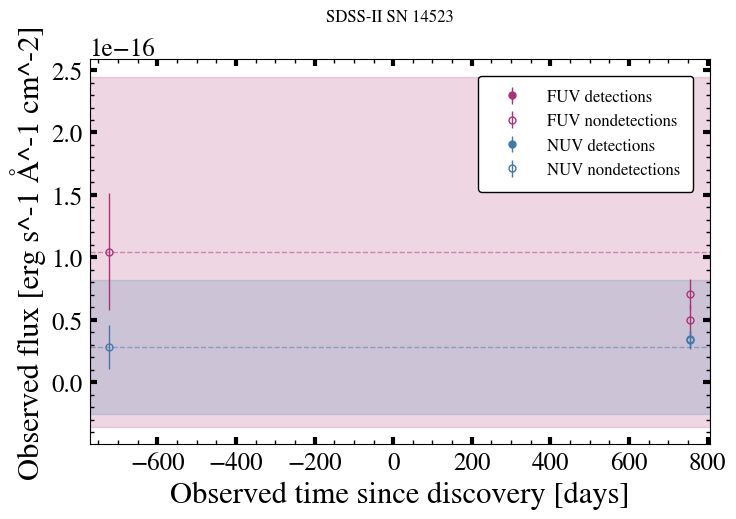 SDSS-II SN 14523
1e−16
2.5
2.0
1.5
1.0
0.5
0.0
Observed flux [erg s^-1 Å^-1 cm^-2]
FUV detections
FUV nondetections
NUV detections
NUV nondetections
−600 −400 −200 0 200 400 600 800
Observed time since discovery [days]